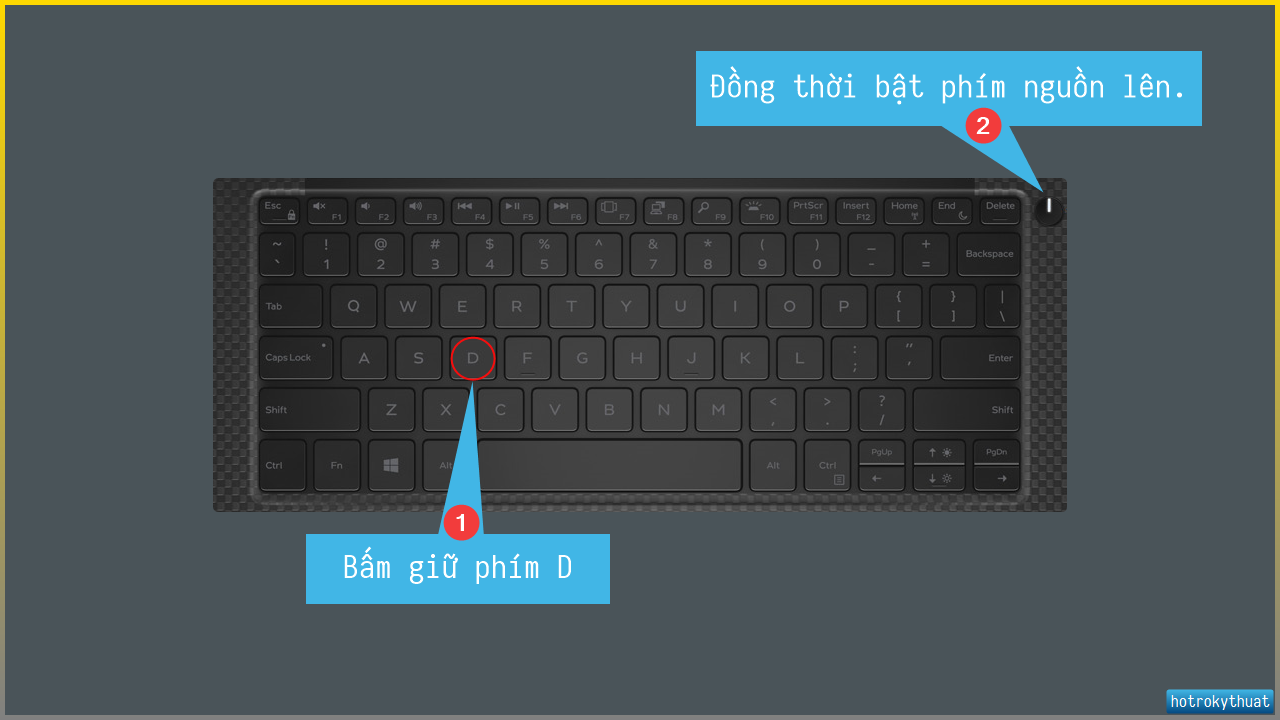 Đồng thời bật phím nguồn lên.
2
Esc F1 F2 F3 F4 F5 F6 F7 F8 F9 F10 PrtScr F11 Insert F12 Home End Delete
~ ` ! 1 @ 2 # 3 $ 4 % 5 ^ 6 & 7 * 8 ( 9 ) 0 _ - + = Backspace
Tab Q W E R T Y U I O P { [ } ] | \
Caps Lock A S D F G H J K L : ; " ' Enter
Shift Z X C V B N M < , > . ? / Shift
Ctrl Fn Alt Alt Ctrl PgUp PgDn
1
Bấm giữ phím D
hotrokythuat